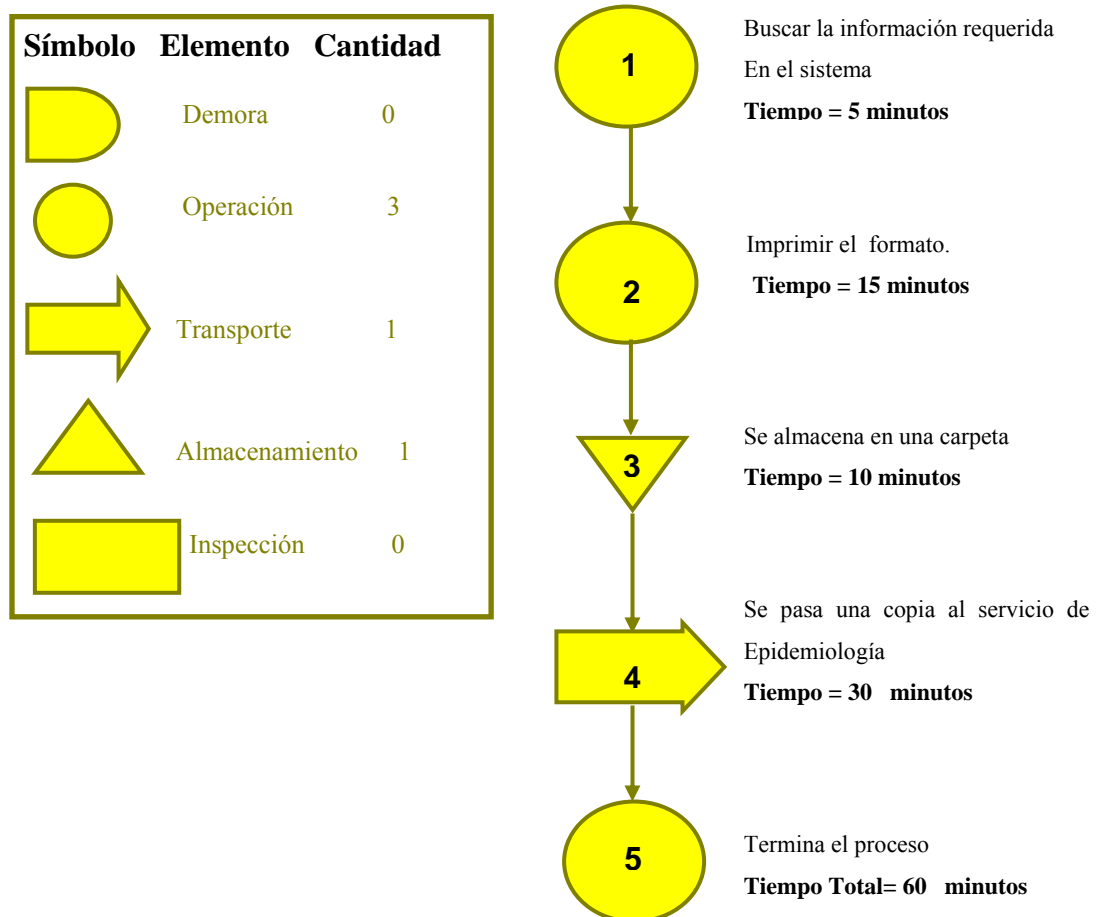 Símbolo Elemento Cantidad
Demora 0
Operación 3
Transporte 1
Almacenamiento 1
Inspección 0
1
Buscar la información requerida
En el sistema
Tiempo = 5 minutos
2
Imprimir el formato.
Tiempo = 15 minutos
3
Se almacena en una carpeta
Tiempo = 10 minutos
4
Se pasa una copia al servicio de
Epidemiología
Tiempo = 30 minutos
5
Termina el proceso
Tiempo Total= 60 minutos